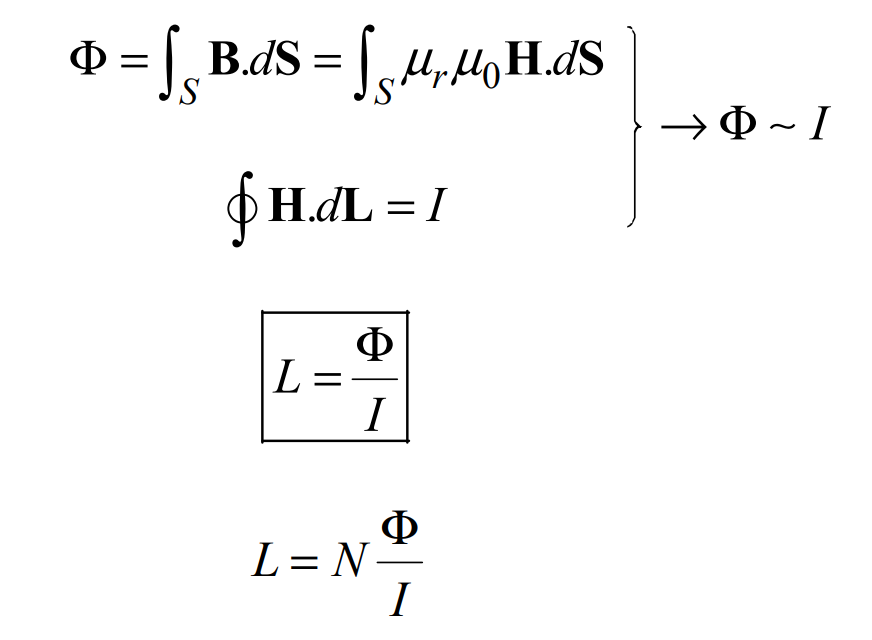 Φ = ∫_S B.dS = ∫_S μ_r μ_0 H.dS
→ Φ ~ I
∮ H.dL = I
L = Φ / I
L = N Φ / I